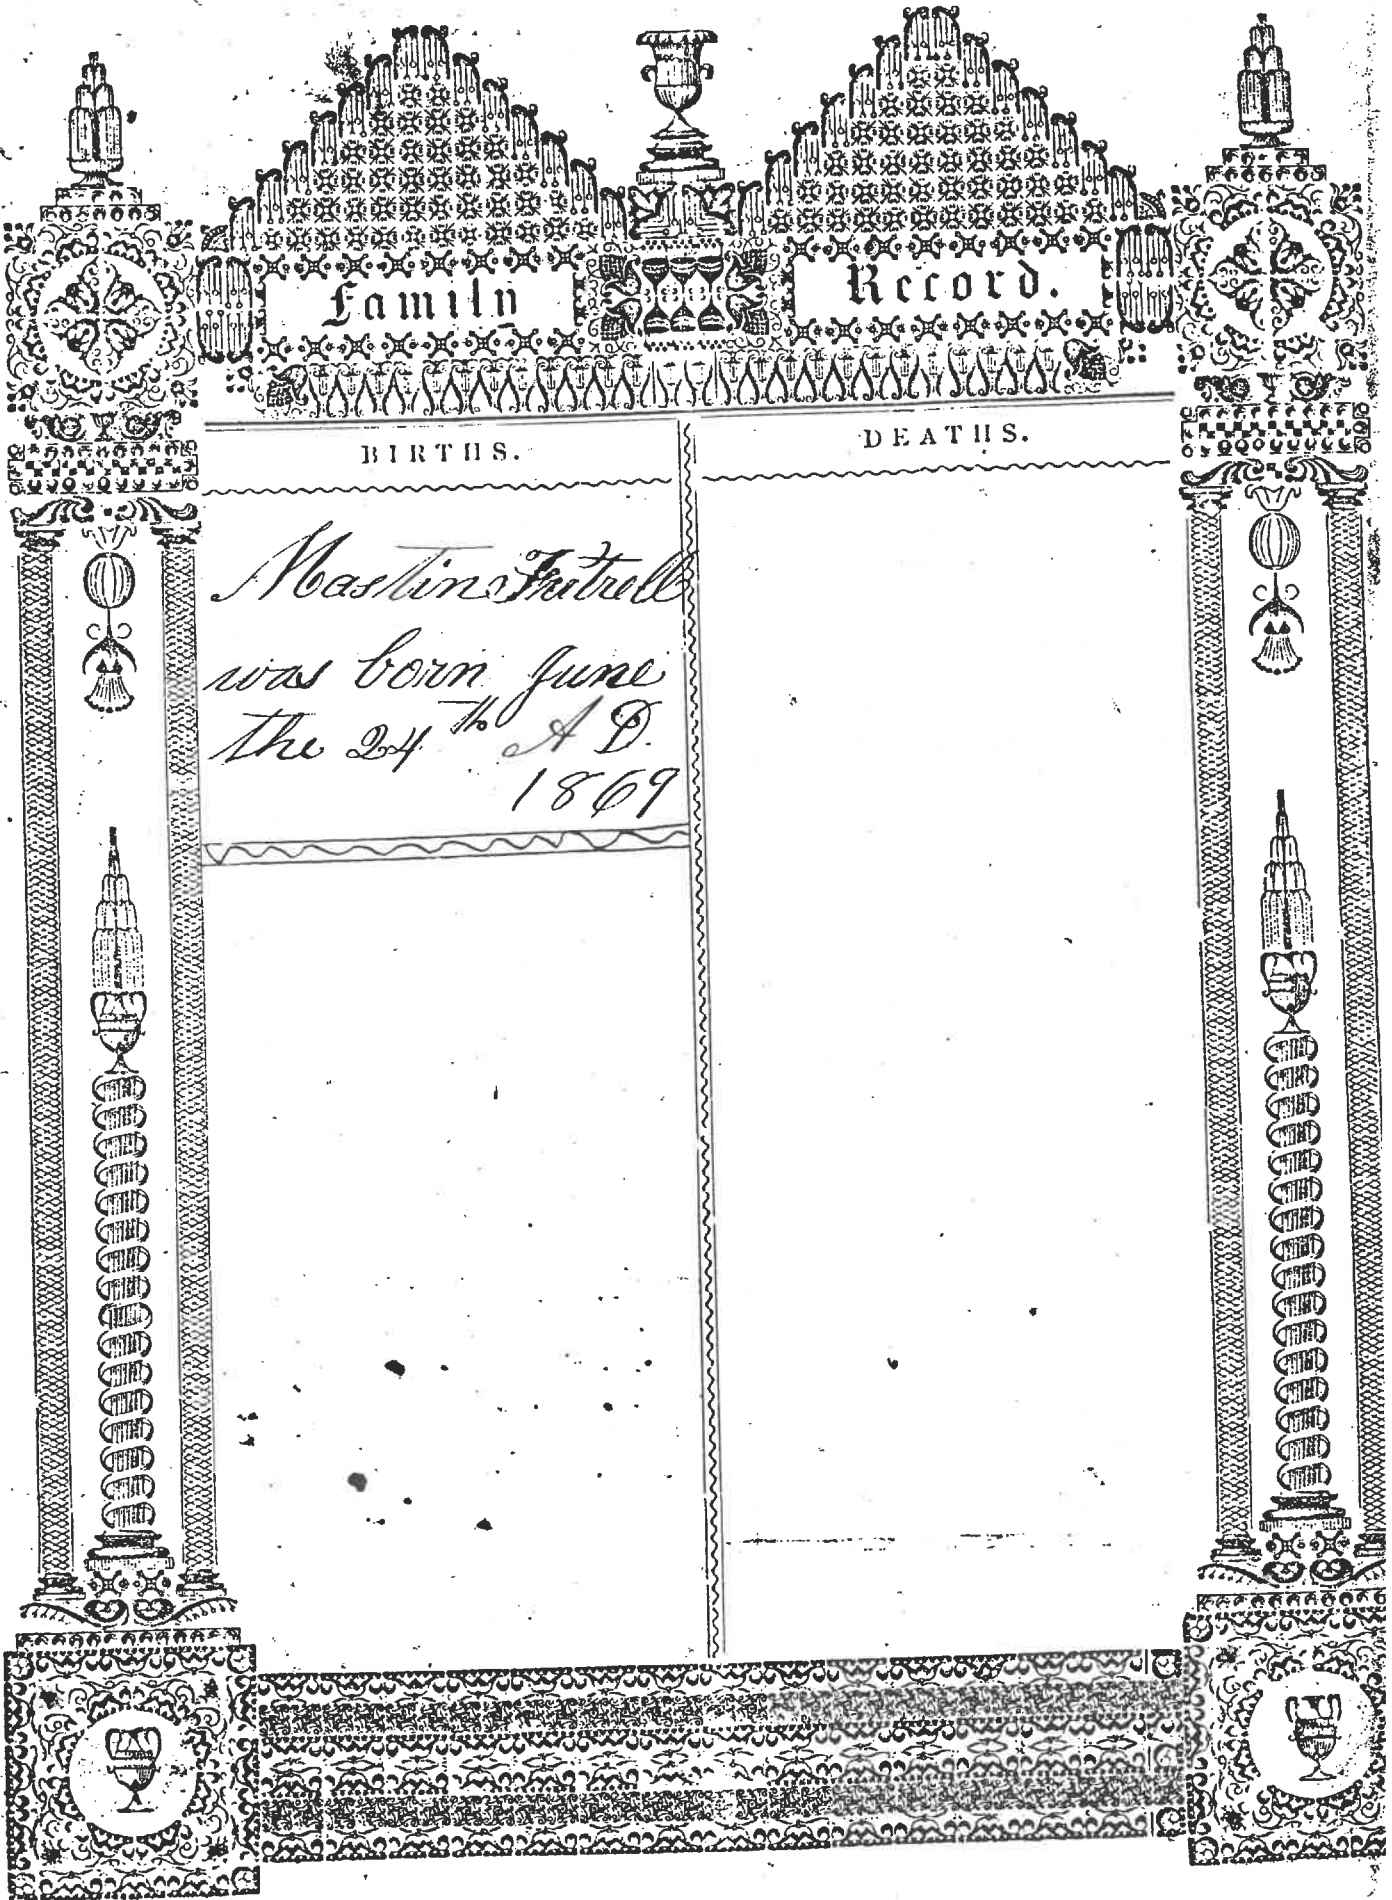 Family Record.
BIRTHS.
Mastin Futrell
was born June
the 24th A D.
1869
DEATHS.